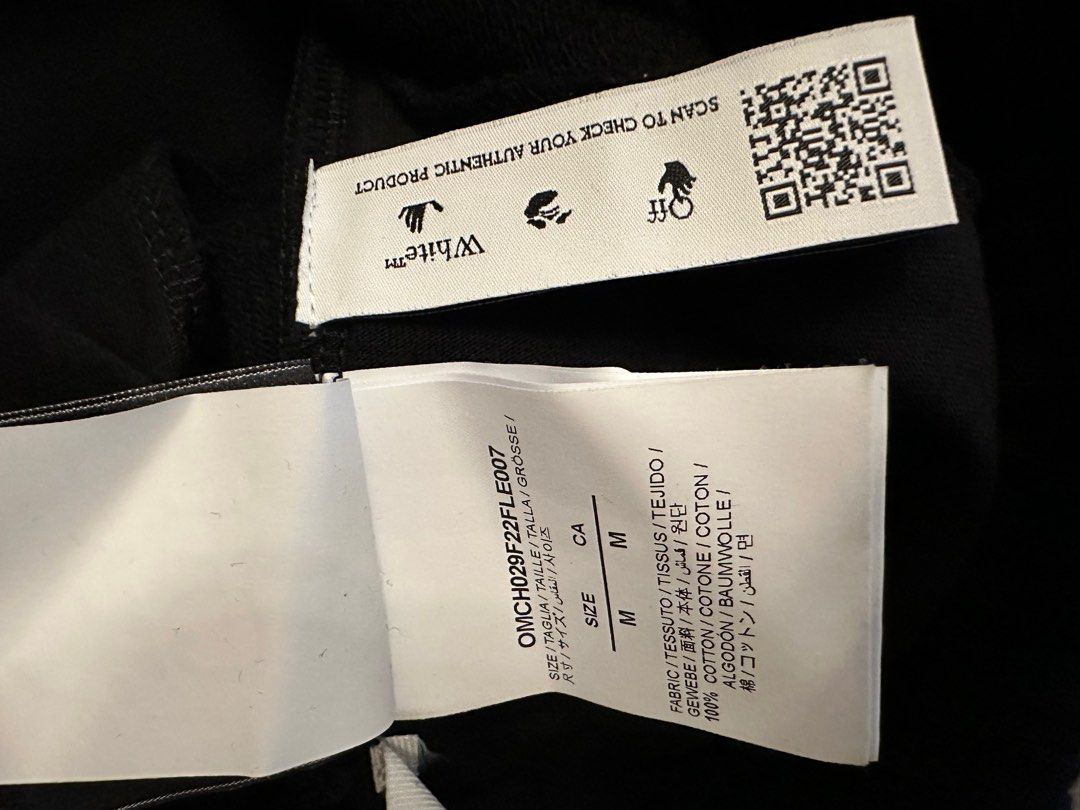 SCAN TO CHECK YOUR AUTHENTIC PRODUCT
Off
White™
OMCH029F22FLE007
SIZE / TAGLIA / TAILLE / TALLA / GRÖSSE /
尺寸 / サイズ / المقاس / 사이즈
SIZE CA
M M
FABRIC / TESSUTO / TISSUS / TEJIDO /
GEWEBE / 面料 / 本体 / قماش / 원단
100% COTTON / COTONE / COTON /
ALGODÓN / BAUMWOLLE /
棉 / コットン / القطن / 면